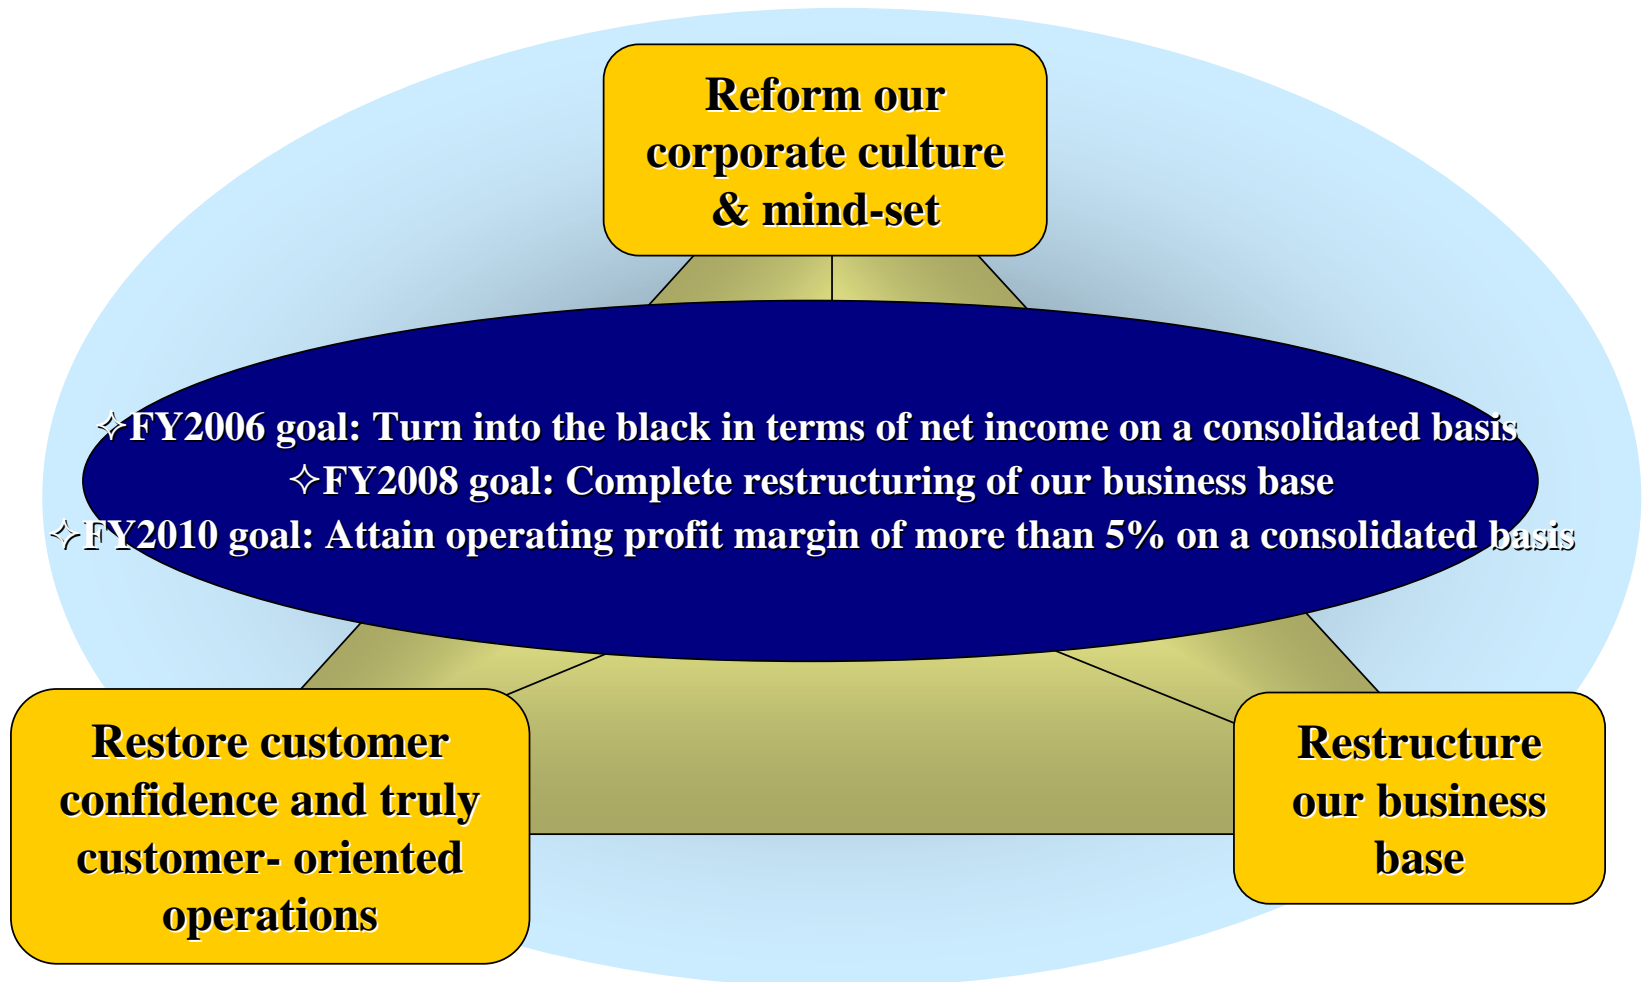 Reform our
corporate culture
& mind-set
✧FY2006 goal: Turn into the black in terms of net income on a consolidated basis
✧FY2008 goal: Complete restructuring of our business base
✧FY2010 goal: Attain operating profit margin of more than 5% on a consolidated basis
Restore customer
confidence and truly
customer- oriented
operations
Restructure
our business
base